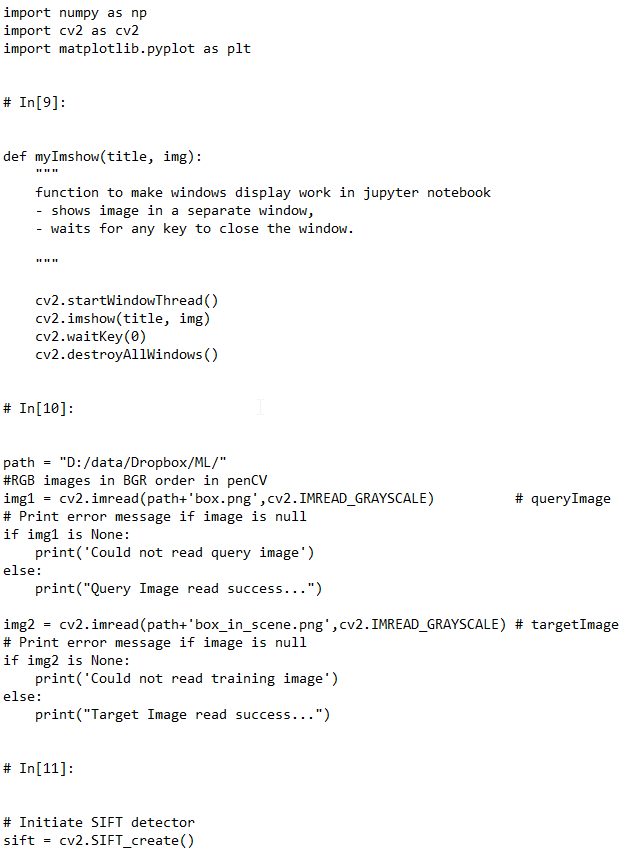 import numpy as np
import cv2 as cv2
import matplotlib.pyplot as plt
# In[9]:
def myImshow(title, img):
    """
    function to make windows display work in jupyter notebook
    - shows image in a separate window,
    - waits for any key to close the window.
    """
    cv2.startWindowThread()
    cv2.imshow(title, img)
    cv2.waitKey(0)
    cv2.destroyAllWindows()
# In[10]:
path = "D:/data/Dropbox/ML/"
#RGB images in BGR order in penCV
img1 = cv2.imread(path+'box.png',cv2.IMREAD_GRAYSCALE)          # queryImage
# Print error message if image is null
if img1 is None:
    print('Could not read query image')
else:
    print("Query Image read success...")
img2 = cv2.imread(path+'box_in_scene.png',cv2.IMREAD_GRAYSCALE) # targetImage
# Print error message if image is null
if img2 is None:
    print('Could not read training image')
else:
    print("Target Image read success...")
# In[11]:
# Initiate SIFT detector
sift = cv2.SIFT_create()